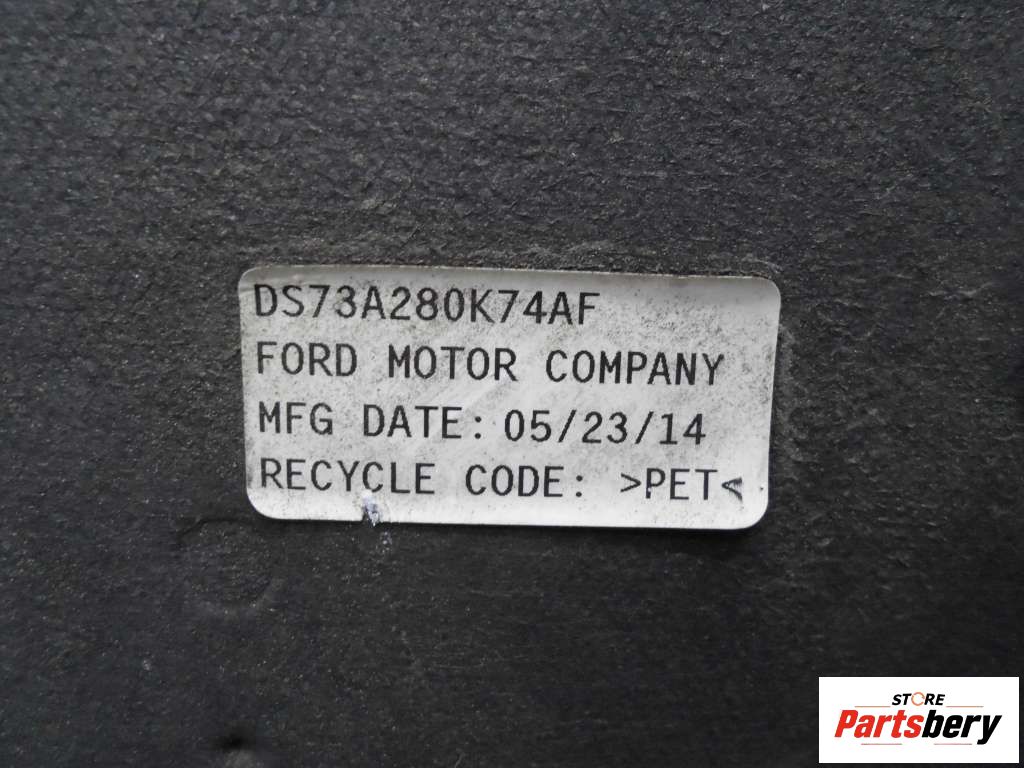 DS73A280K74AF
FORD MOTOR COMPANY
MFG DATE: 05/23/14
RECYCLE CODE: >PET<
STORE
Partsbery